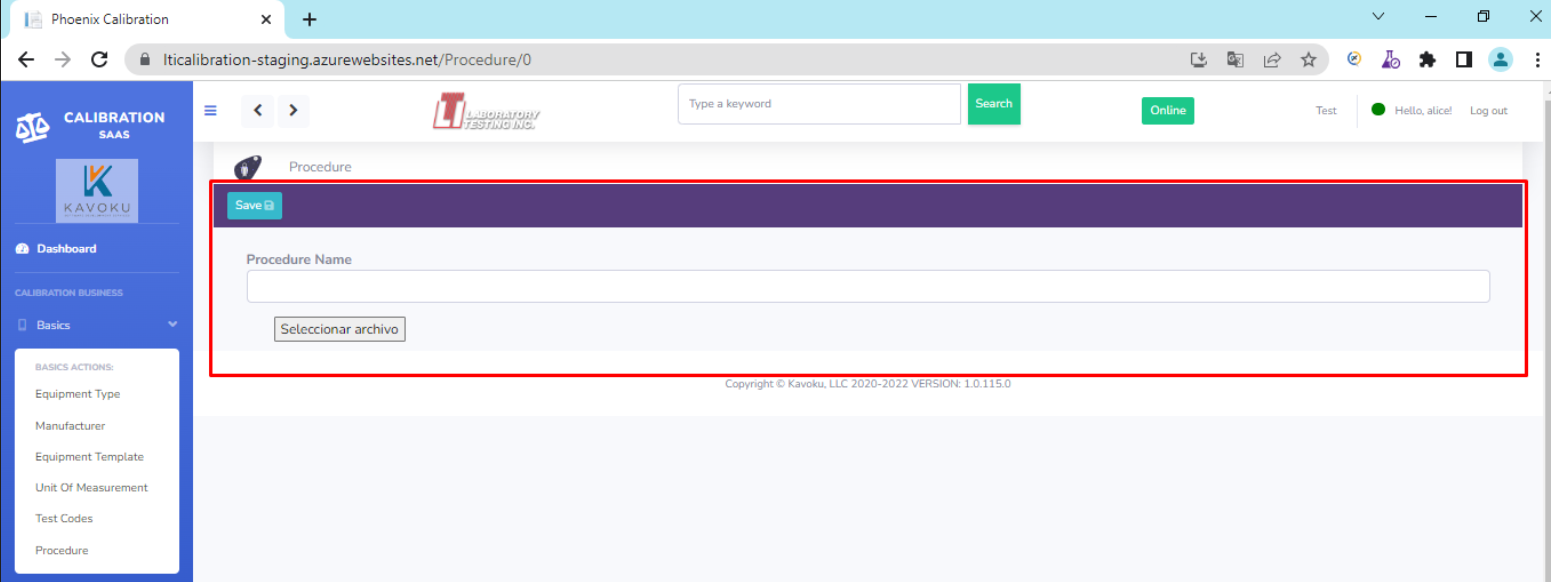 Phoenix Calibration
lticalibration-staging.azurewebsites.net/Procedure/0
CALIBRATION
SAAS
LABORATORY
TESTING INC.
Type a keyword
Search
Online
Test
Hello, alice!
Log out
KAVOKU
Procedure
Save
Dashboard
Procedure Name
CALIBRATION BUSINESS
Basics
Seleccionar archivo
BASICS ACTIONS:
Equipment Type
Manufacturer
Equipment Template
Unit Of Measurement
Test Codes
Procedure
Copyright © Kavoku, LLC 2020-2022 VERSION: 1.0.115.0